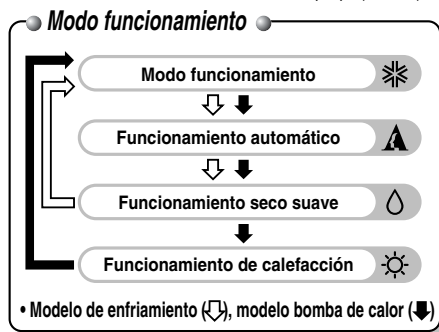 Modo funcionamiento
Modo funcionamiento
Funcionamiento automático
Funcionamiento seco suave
Funcionamiento de calefacción
• Modelo de enfriamiento (⇩), modelo bomba de calor (⬇)